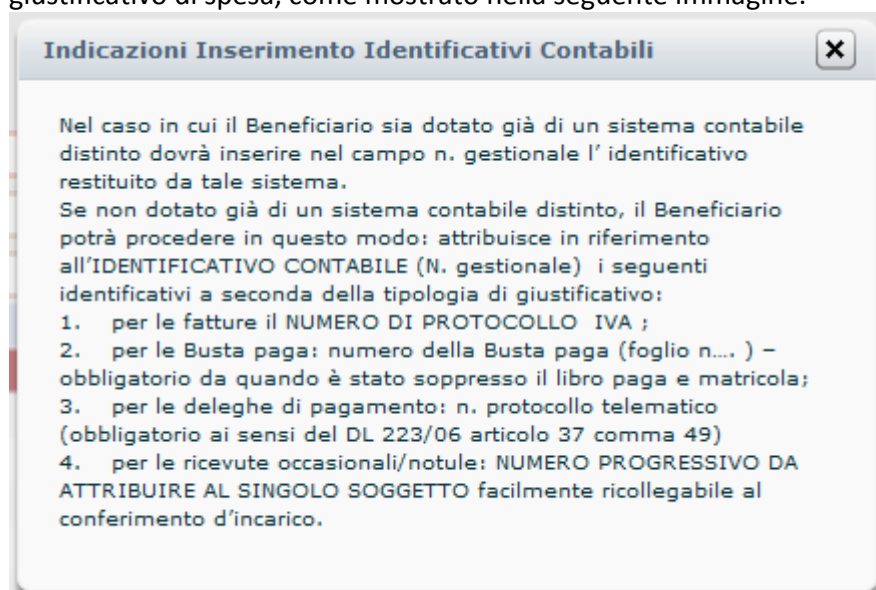 giustificativo di spesa, come mostrato nella seguente immagine:
Indicazioni Inserimento Identificativi Contabili
Nel caso in cui il Beneficiario sia dotato già di un sistema contabile
distinto dovrà inserire nel campo n. gestionale l' identificativo
restituito da tale sistema.
Se non dotato già di un sistema contabile distinto, il Beneficiario
potrà procedere in questo modo: attribuisce in riferimento
all'IDENTIFICATIVO CONTABILE (N. gestionale) i seguenti
identificativi a seconda della tipologia di giustificativo:
1. per le fatture il NUMERO DI PROTOCOLLO IVA ;
2. per le Busta paga: numero della Busta paga (foglio n.... ) –
obbligatorio da quando è stato soppresso il libro paga e matricola;
3. per le deleghe di pagamento: n. protocollo telematico
(obbligatorio ai sensi del DL 223/06 articolo 37 comma 49)
4. per le ricevute occasionali/notule: NUMERO PROGRESSIVO DA
ATTRIBUIRE AL SINGOLO SOGGETTO facilmente ricollegabile al
conferimento d'incarico.